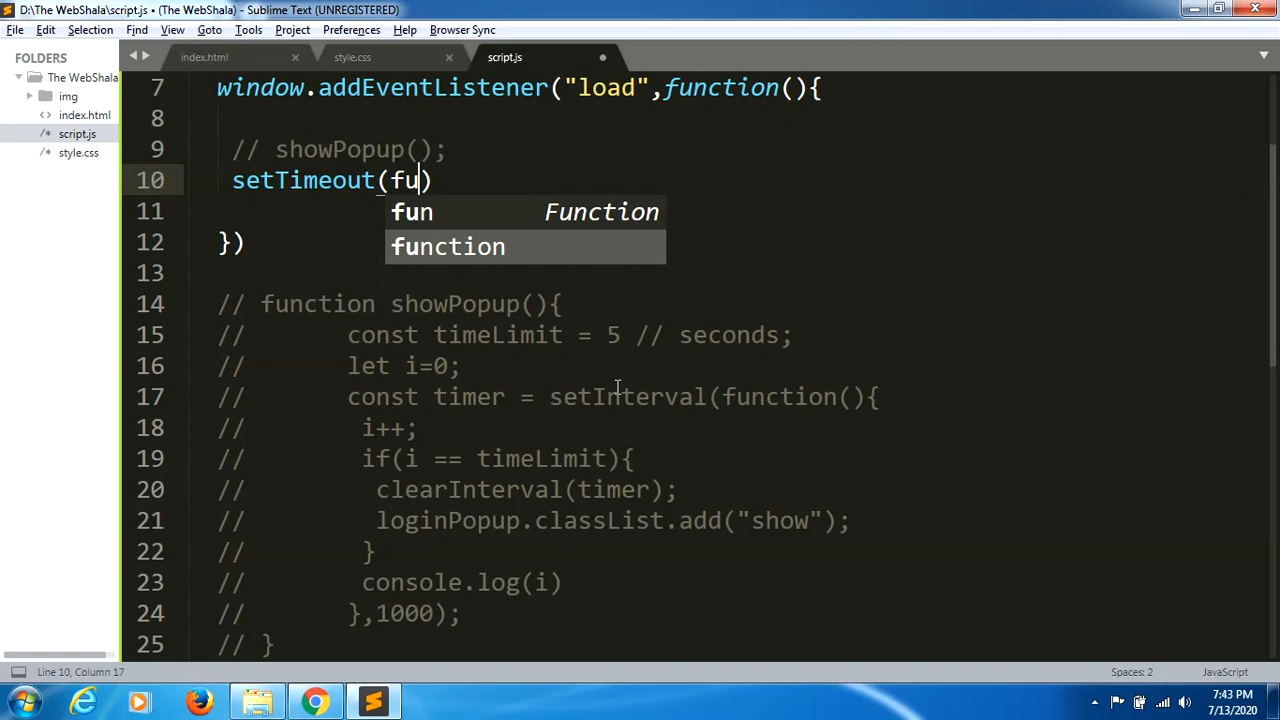 D:\The WebShala\script.js • (The WebShala) - Sublime Text (UNREGISTERED)
File Edit Selection Find View Goto Tools Project Preferences Help Browser Sync
FOLDERS
The WebShala
img
index.html
script.js
style.css
index.html style.css script.js
7 window.addEventListener("load",function(){
8
9 // showPopup();
10 setTimeout(fu)
fun Function
function
11
12 })
13
14 // function showPopup(){
15 // const timeLimit = 5 // seconds;
16 // let i=0;
17 // const timer = setInterval(function(){
18 // i++;
19 // if(i == timeLimit){
20 // clearInterval(timer);
21 // loginPopup.classList.add("show");
22 // }
23 // console.log(i)
24 // },1000);
25 // }
Line 10, Column 17 Spaces: 2 JavaScript
7:43 PM
7/13/2020